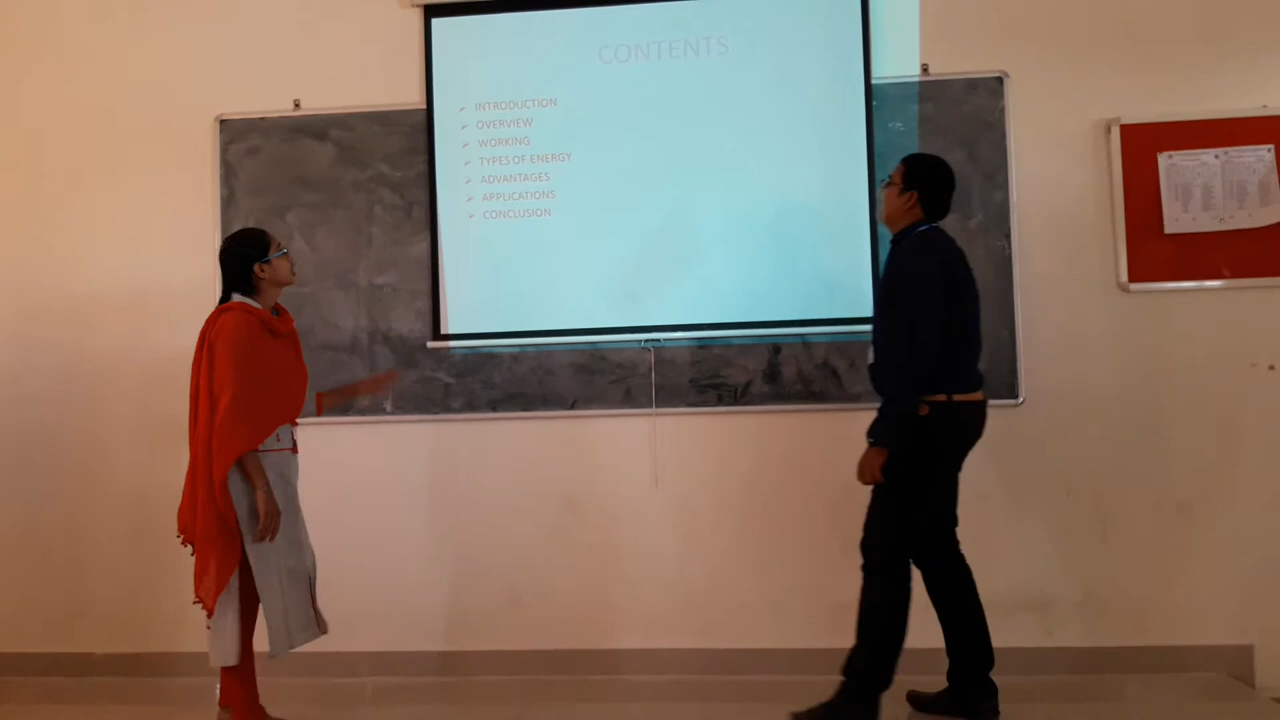 CONTENTS
INTRODUCTION
OVERVIEW
WORKING
TYPES OF ENERGY
ADVANTAGES
APPLICATIONS
CONCLUSION